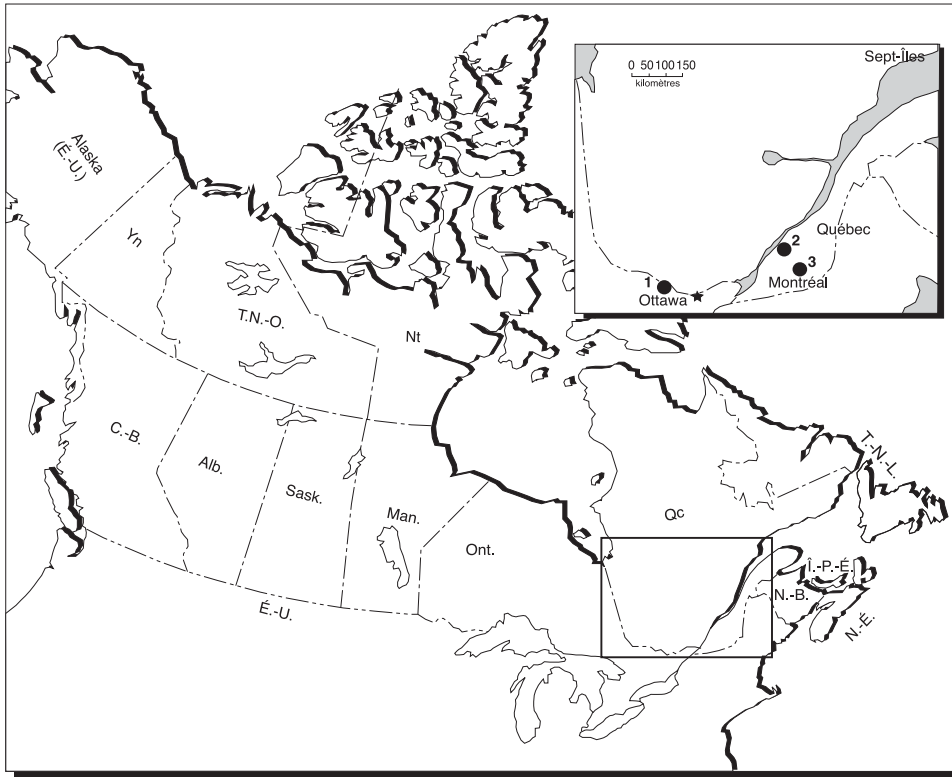 Sept-Îles
0 50 100 150
kilomètres
Québec
2
3
Montréal
1
Ottawa
Alaska
(É.-U.)
Yn
T.N.-O.
Nt
C.-B.
Alb.
Sask.
Man.
Ont.
Qc
T.-N-L.
Î.-P.-É.
N.-B.
N.-É.
É.-U.